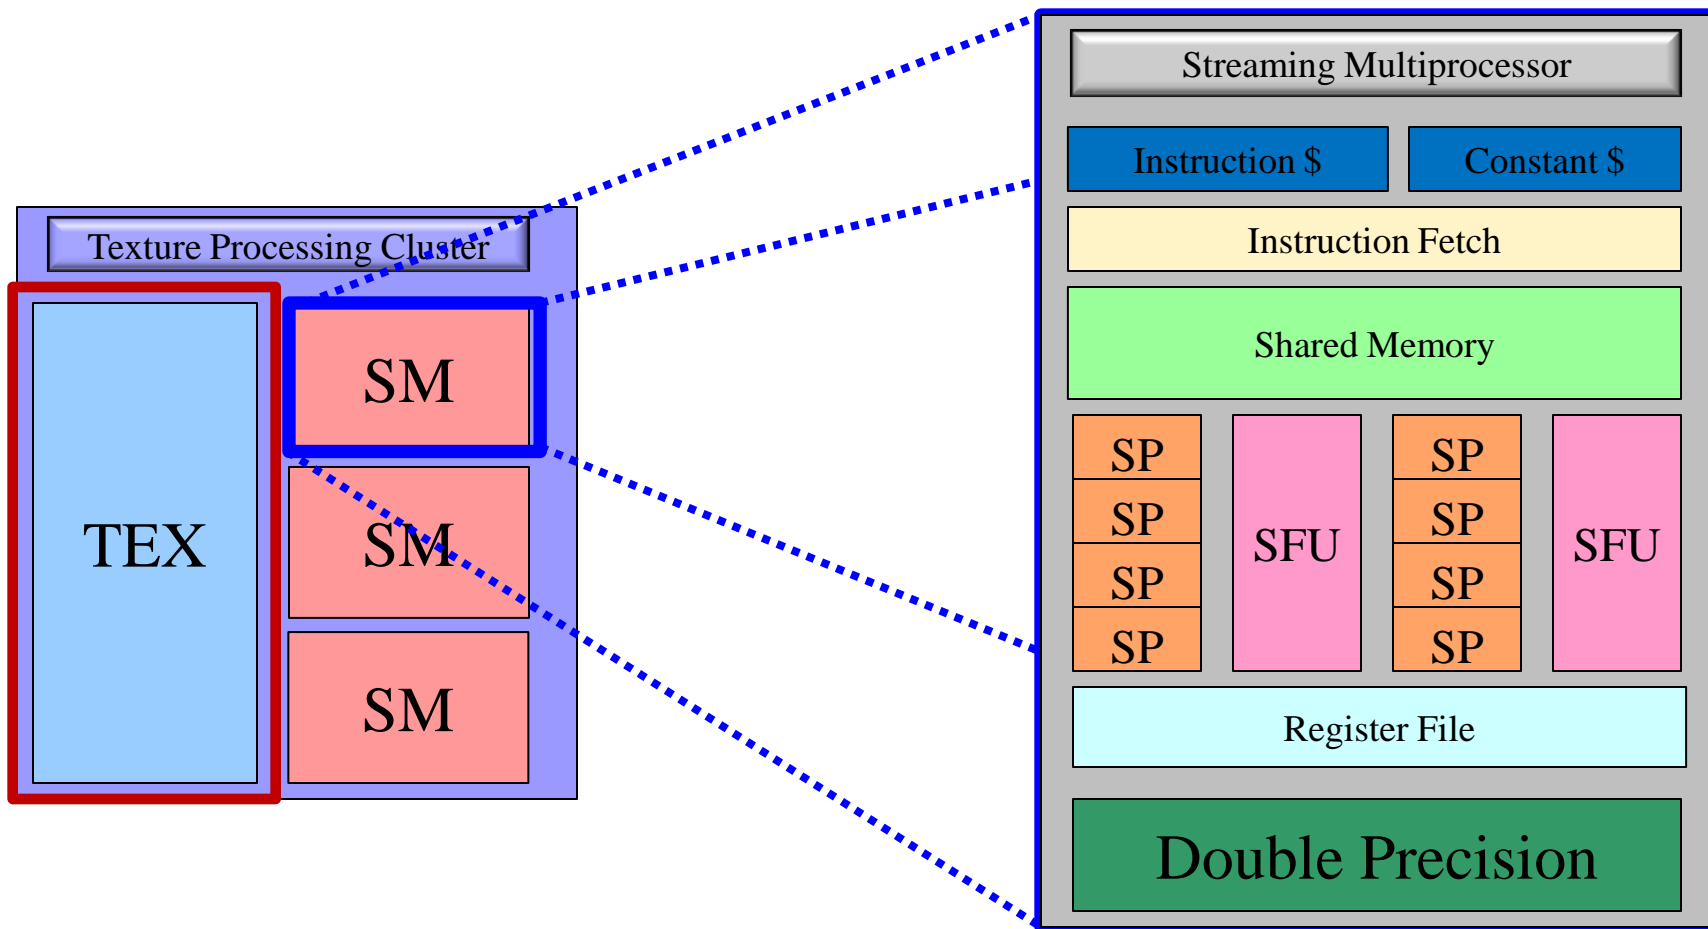 Texture Processing Cluster
TEX
SM
SM
SM
Streaming Multiprocessor
Instruction $
Constant $
Instruction Fetch
Shared Memory
SP
SP
SP
SP
SFU
SP
SP
SP
SP
SFU
Register File
Double Precision